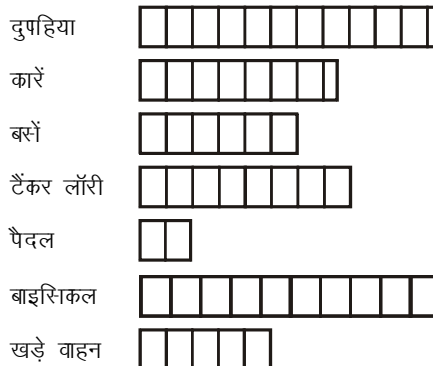 दुपहिया
कारें
बसों
टैंकर लॉरी
पैदल
बाइसिकल
खड़े वाहन